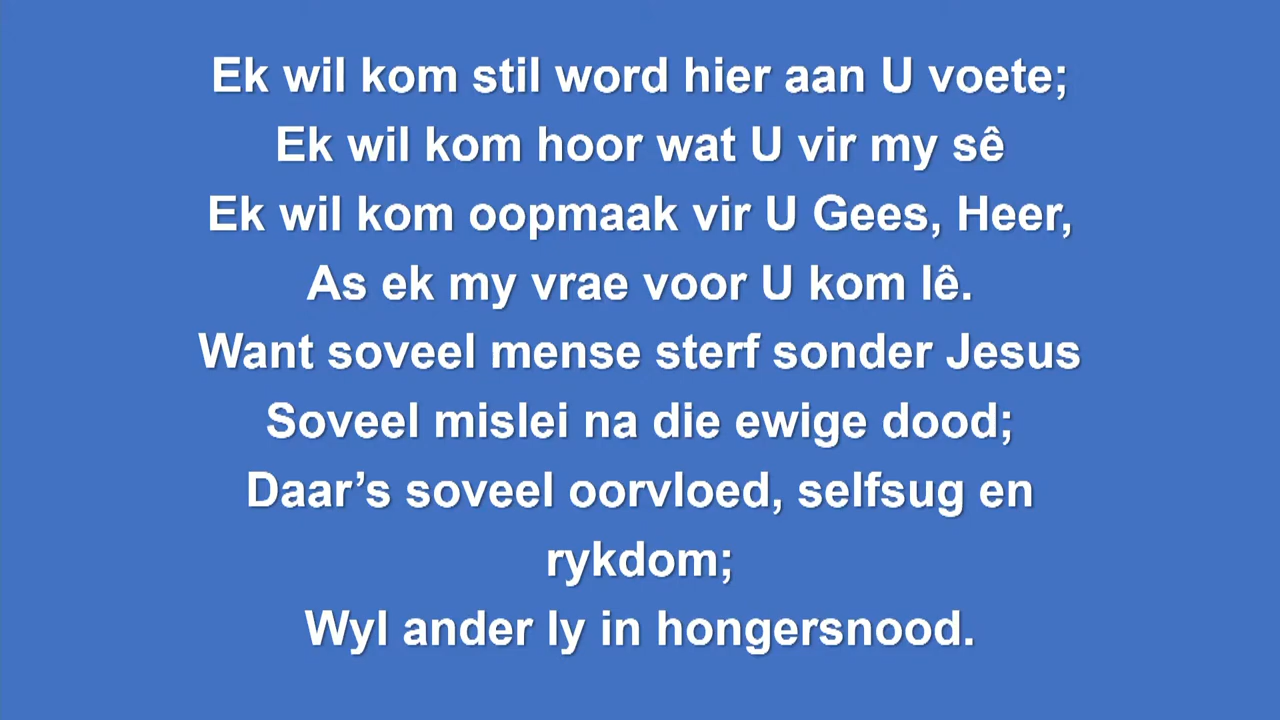 Ek wil kom stil word hier aan U voete;
Ek wil kom hoor wat U vir my sê
Ek wil kom oopmaak vir U Gees, Heer,
As ek my vrae voor U kom lê.
Want soveel mense sterf sonder Jesus
Soveel mislei na die ewige dood;
Daar’s soveel oorvloed, selfsug en
rykdom;
Wyl ander ly in hongersnood.